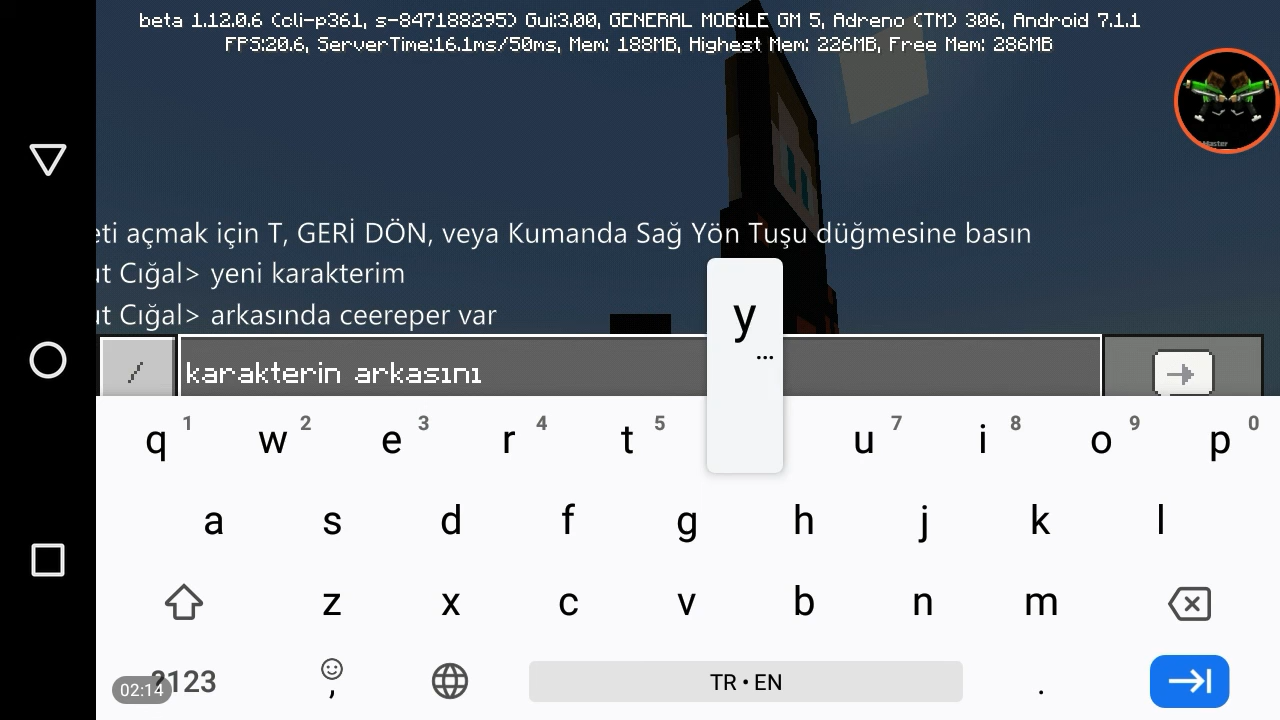 beta 1.12.0.6 (cli-p361, s-847188295) Gui:3.00, GENERAL MOBİLE GM 5, Adreno (TM) 306, Android 7.1.1
FPS:20.6, ServerTime:16.1ms/50ms, Mem: 188MB, Highest Mem: 226MB, Free Mem: 286MB
Master
eti açmak için T, GERİ DÖN, veya Kumanda Sağ Yön Tuşu düğmesine basın
ut Cığal> yeni karakterim
ut Cığal> arkasında ceereper var
/ karakterin arkasını
y
...
q 1 w 2 e 3 r 4 t 5 u 7 i 8 o 9 p 0
a s d f g h j k l
z x c v b n m
?123 , TR • EN .
02:14